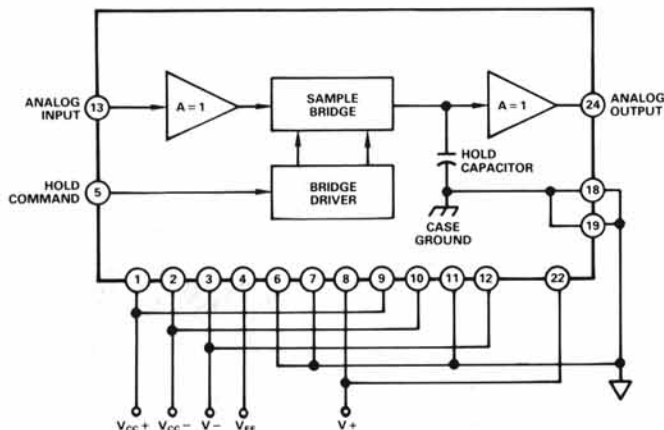 ANALOG INPUT
13
A = 1
SAMPLE BRIDGE
A = 1
24
ANALOG OUTPUT
HOLD COMMAND
5
BRIDGE DRIVER
HOLD CAPACITOR
CASE GROUND
18
19
1 2 3 4 6 7 8 9 10 11 12 22
VCC+ VCC− V− VEE V+